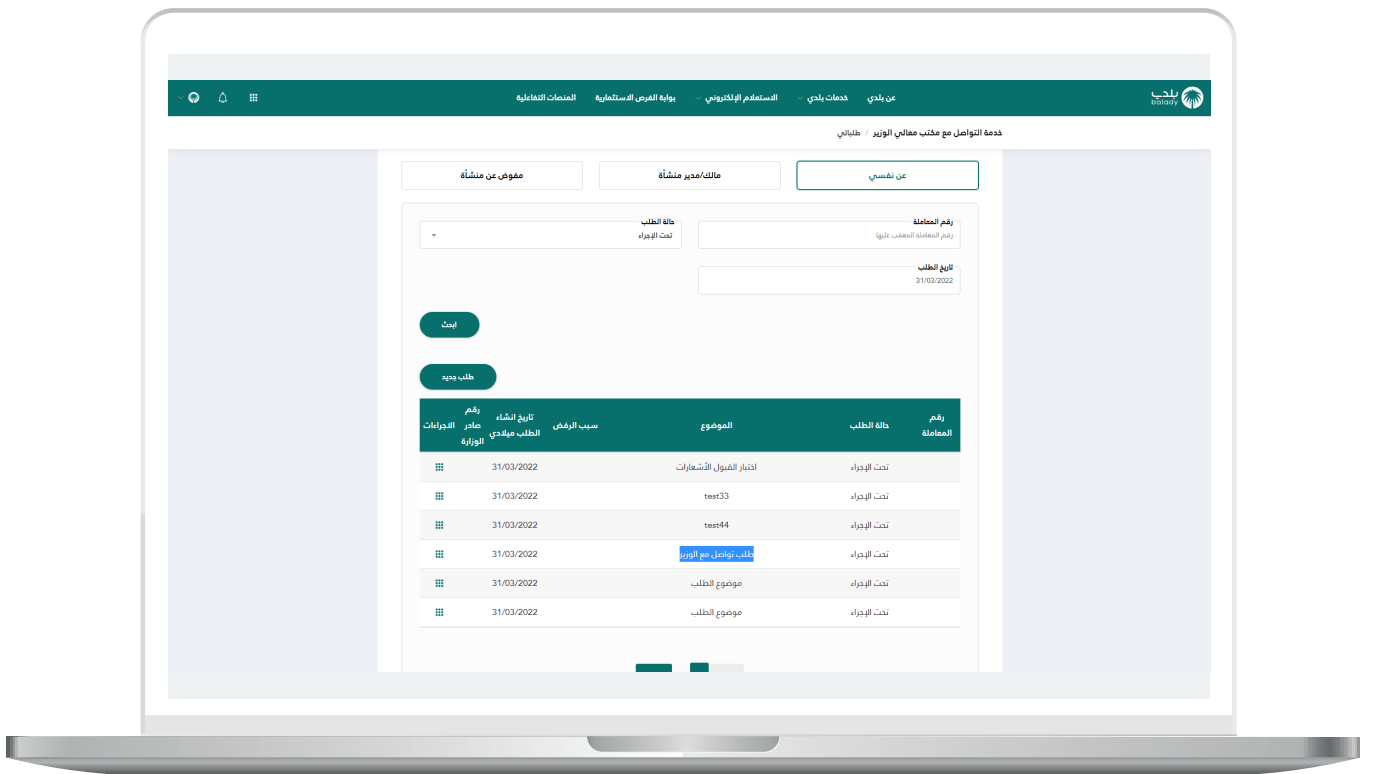 بلدي
balady
عن بلدي خدمات بلدي الاستعلام الإلكتروني بوابة الفرص الاستثمارية المنصات التفاعلية
خدمة التواصل مع مكتب معالي الوزير / طلباتي
عن نفسي مالك/مدير منشأة مفوض عن منشأة
رقم المعاملة حالة الطلب
رقم المعاملة المعقب عليها تحت الإجراء
تاريخ الطلب
31/03/2022
ابحث
طلب جديد
رقم المعاملة حالة الطلب الموضوع سبب الرفض تاريخ انشاء الطلب ميلادي رقم صادر الوزارة الاجراءات
تحت الإجراء اختبار القبول الأشعارات 31/03/2022
تحت الإجراء test33 31/03/2022
تحت الإجراء test44 31/03/2022
تحت الإجراء طلب تواصل مع الوزير 31/03/2022
تحت الإجراء موضوع الطلب 31/03/2022
تحت الإجراء موضوع الطلب 31/03/2022